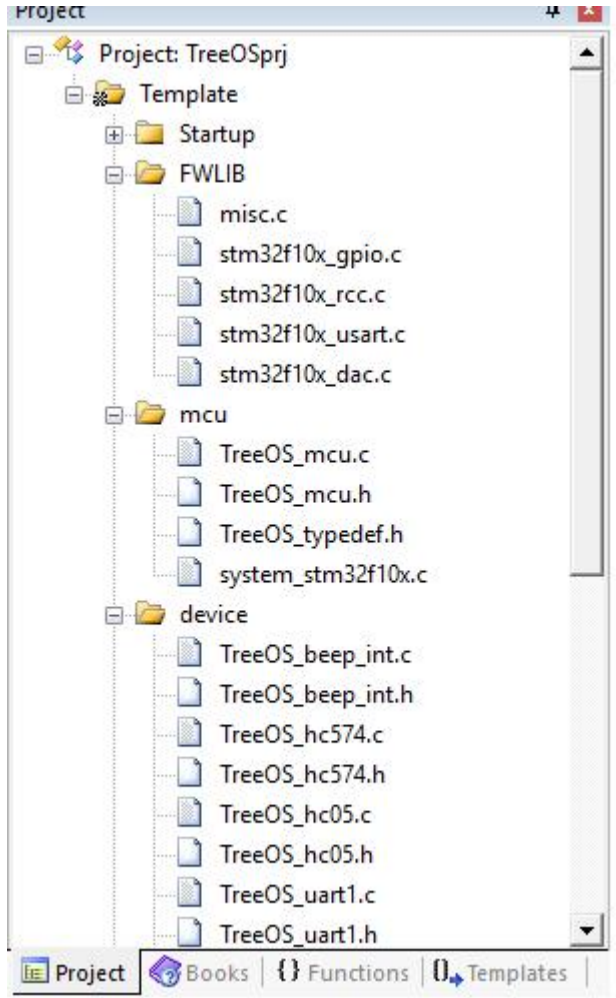 Project
Project: TreeOSprj
Template
Startup
FWLIB
misc.c
stm32f10x_gpio.c
stm32f10x_rcc.c
stm32f10x_usart.c
stm32f10x_dac.c
mcu
TreeOS_mcu.c
TreeOS_mcu.h
TreeOS_typedef.h
system_stm32f10x.c
device
TreeOS_beep_int.c
TreeOS_beep_int.h
TreeOS_hc574.c
TreeOS_hc574.h
TreeOS_hc05.c
TreeOS_hc05.h
TreeOS_uart1.c
TreeOS_uart1.h
Project Books {} Functions 0 Templates